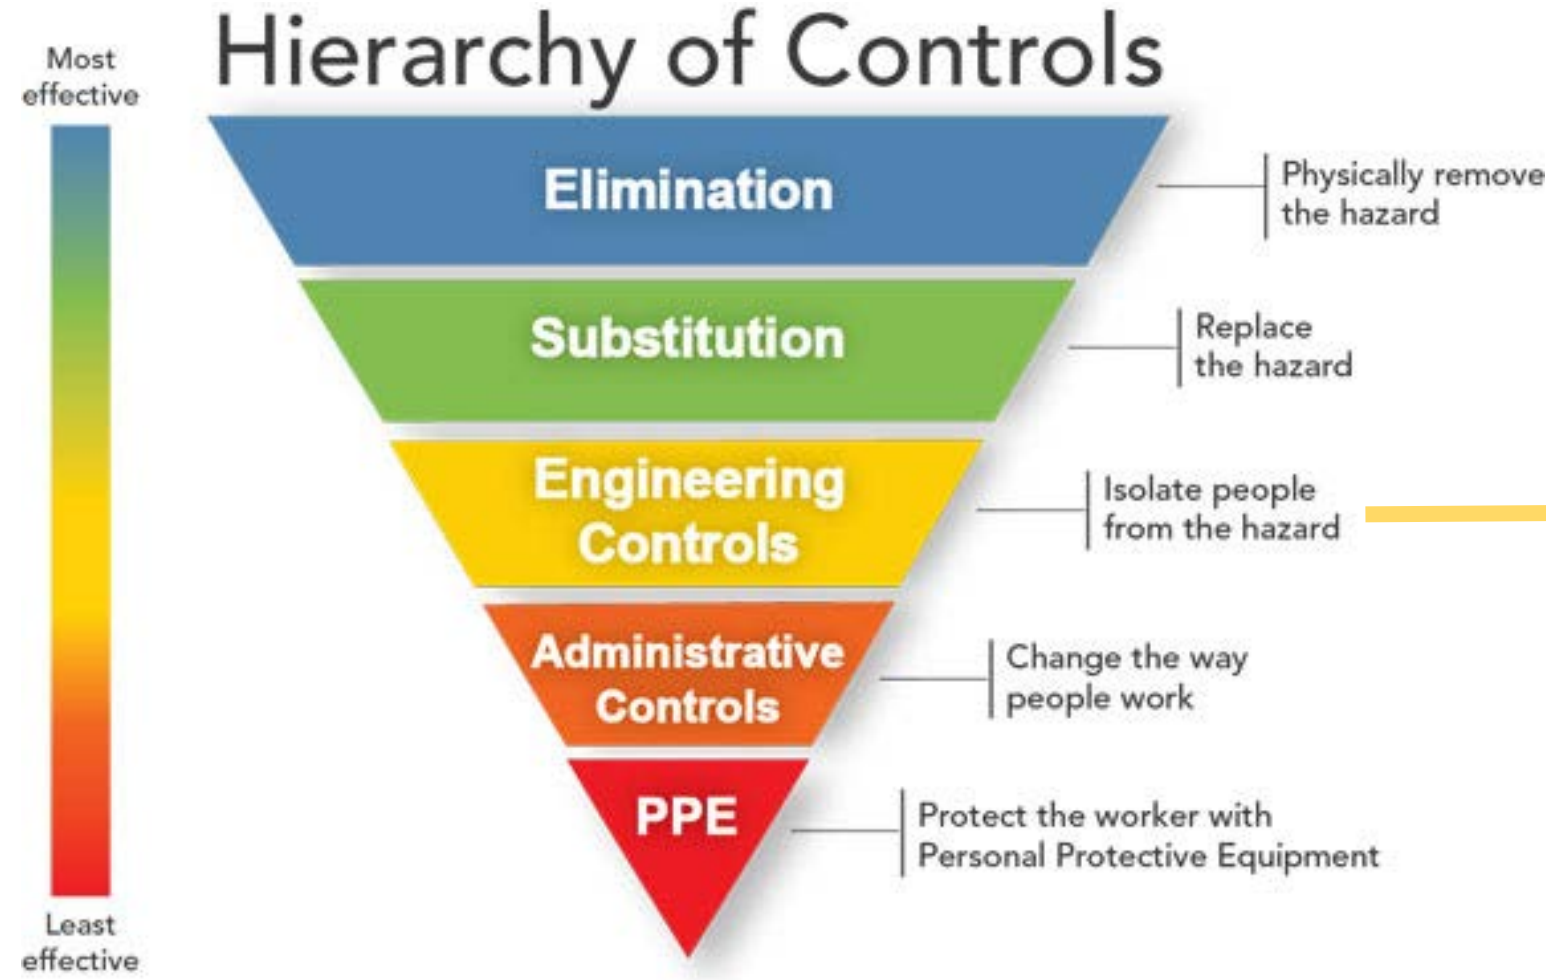 Hierarchy of Controls
Most
effective
Elimination
Physically remove
the hazard
Substitution
Replace
the hazard
Engineering
Controls
Isolate people
from the hazard
Administrative
Controls
Change the way
people work
PPE
Protect the worker with
Personal Protective Equipment
Least
effective